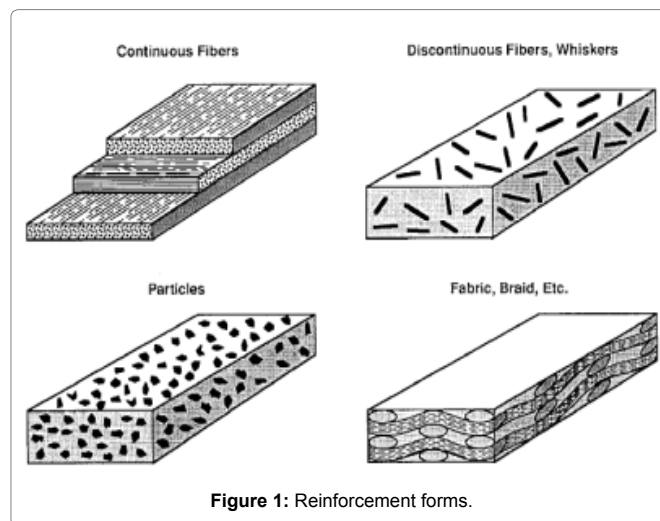 Continuous Fibers
Discontinuous Fibers, Whiskers
Particles
Fabric, Braid, Etc.
Figure 1: Reinforcement forms.